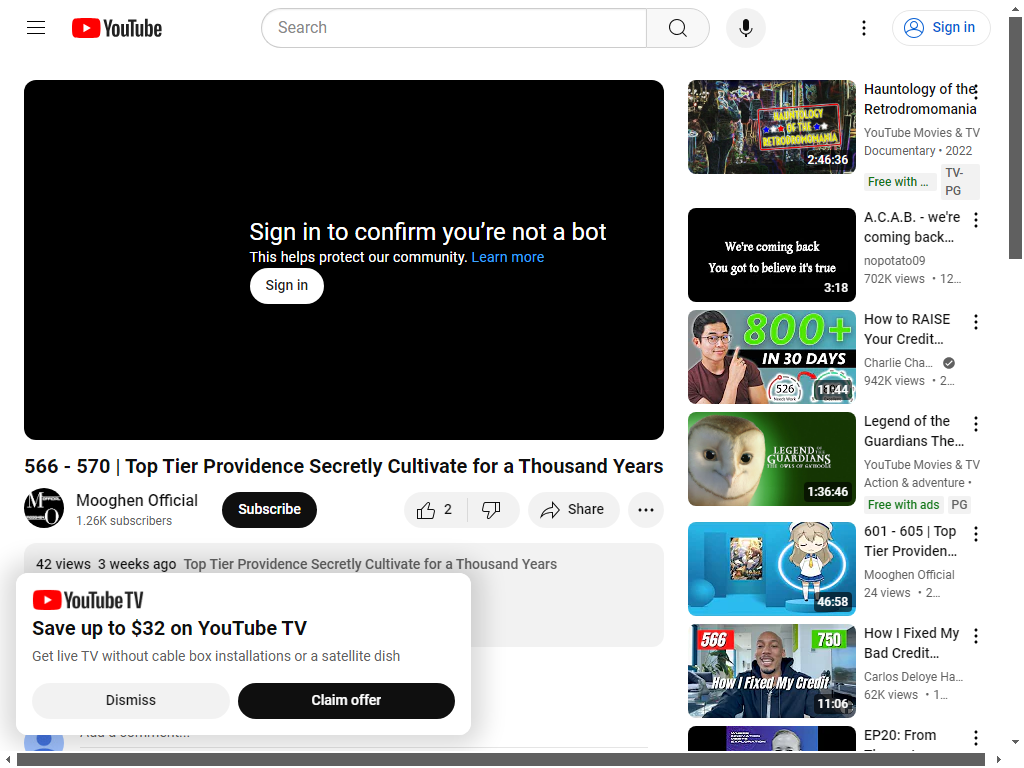 YouTube
Search
Sign in
Sign in to confirm you're not a bot
This helps protect our community. Learn more
Sign in
566 - 570 | Top Tier Providence Secretly Cultivate for a Thousand Years
Mooghen Official
1.26K subscribers
Subscribe
2
Share
42 views 3 weeks ago Top Tier Providence Secretly Cultivate for a Thousand Years
YouTube TV
Save up to $32 on YouTube TV
Get live TV without cable box installations or a satellite dish
Dismiss
Claim offer
HAUNTOLOGY
OF THE
RETRODROMOMANIA
2:46:36
Hauntology of the
Retrodromomania
YouTube Movies & TV
Documentary • 2022
Free with ...
TV-
PG
We're coming back
You got to believe it's true
3:18
A.C.A.B. - we're
coming back...
nopotato09
702K views • 12...
800+
IN 30 DAYS
526
11:44
How to RAISE
Your Credit...
Charlie Cha...
942K views • 2...
LEGEND OF THE
GUARDIANS
THE OWLS OF GA'HOOLE
1:36:46
Legend of the
Guardians The...
YouTube Movies & TV
Action & adventure •
Free with ads
PG
46:58
601 - 605 | Top
Tier Providen...
Mooghen Official
24 views • 2...
566
750
How I Fixed My Credit
11:06
How I Fixed My
Bad Credit...
Carlos Deloye Ha...
62K views • 1...
EP20: From